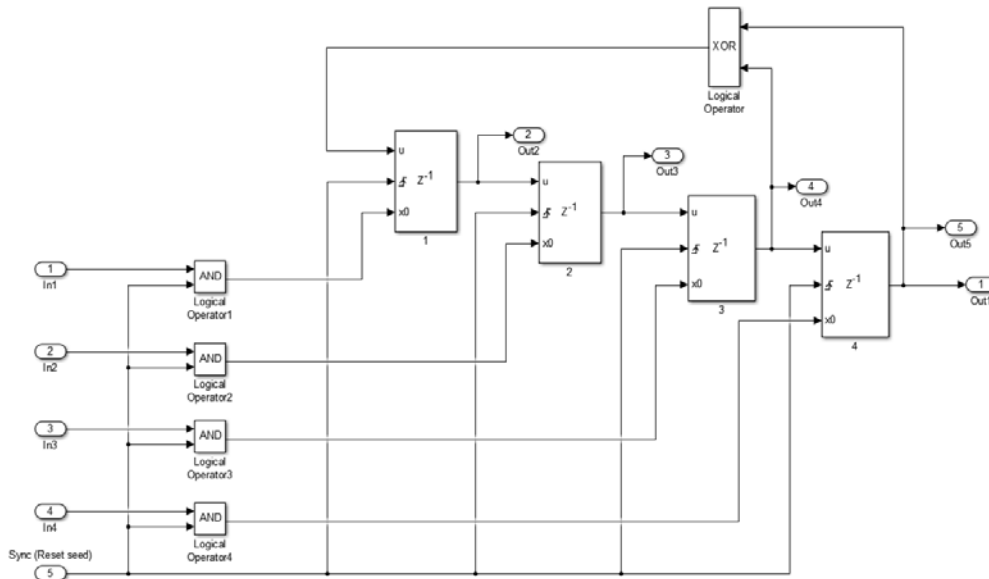 XOR
Logical
Operator
2
Out2
u
Z-1
x0
1
3
Out3
u
Z-1
x0
2
4
Out4
u
Z-1
x0
3
5
Out5
u
Z-1
x0
4
1
Out1
1
In1
AND
Logical
Operator1
2
In2
AND
Logical
Operator2
3
In3
AND
Logical
Operator3
4
In4
AND
Logical
Operator4
Sync (Reset seed)
5